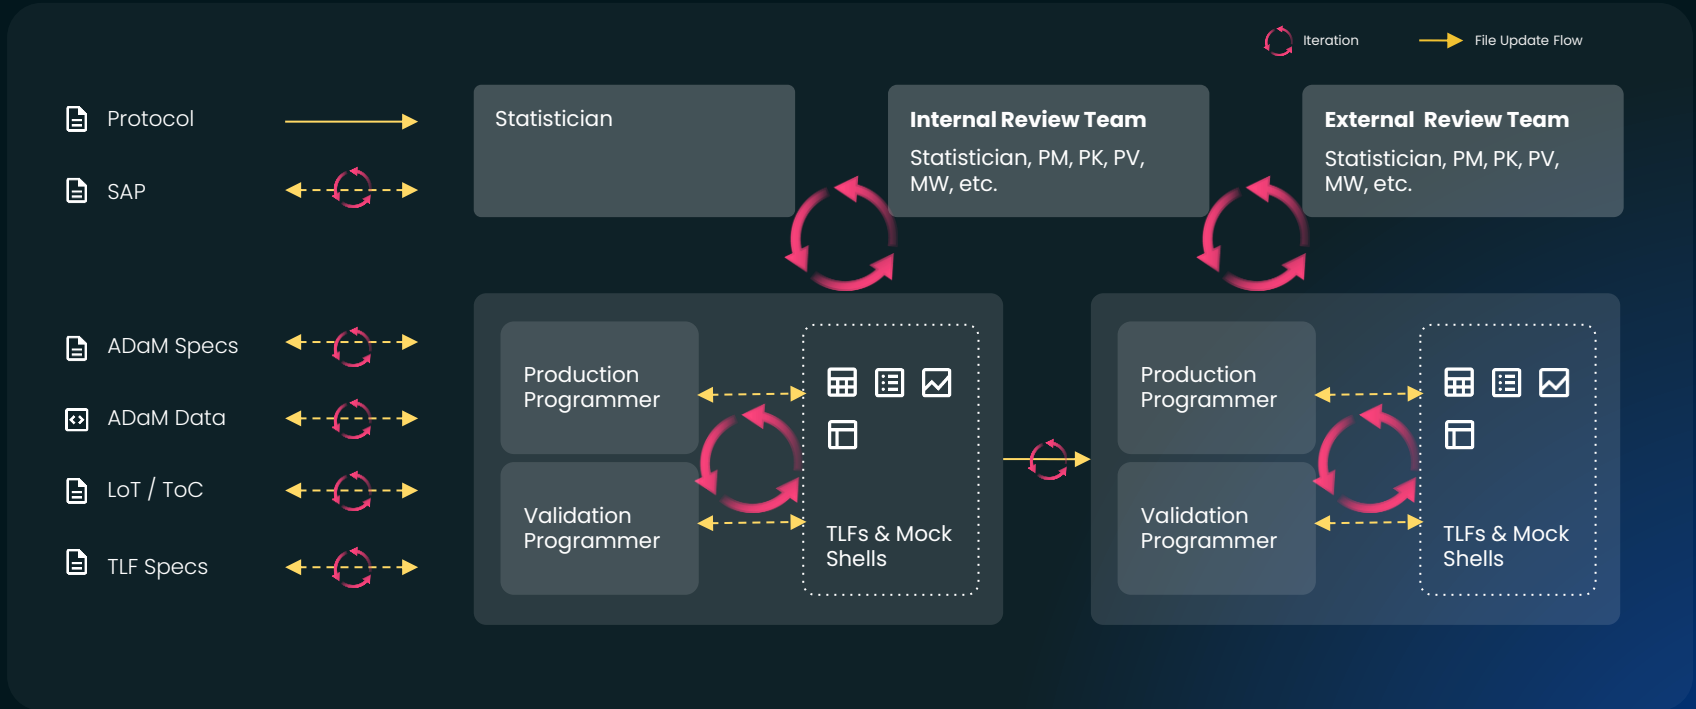 Iteration
File Update Flow
Protocol
SAP
Statistician
Internal Review Team
Statistician, PM, PK, PV,
MW, etc.
External Review Team
Statistician, PM, PK, PV,
MW, etc.
ADaM Specs
ADaM Data
LoT / ToC
TLF Specs
Production
Programmer
Validation
Programmer
TLFs & Mock
Shells
Production
Programmer
Validation
Programmer
TLFs & Mock
Shells